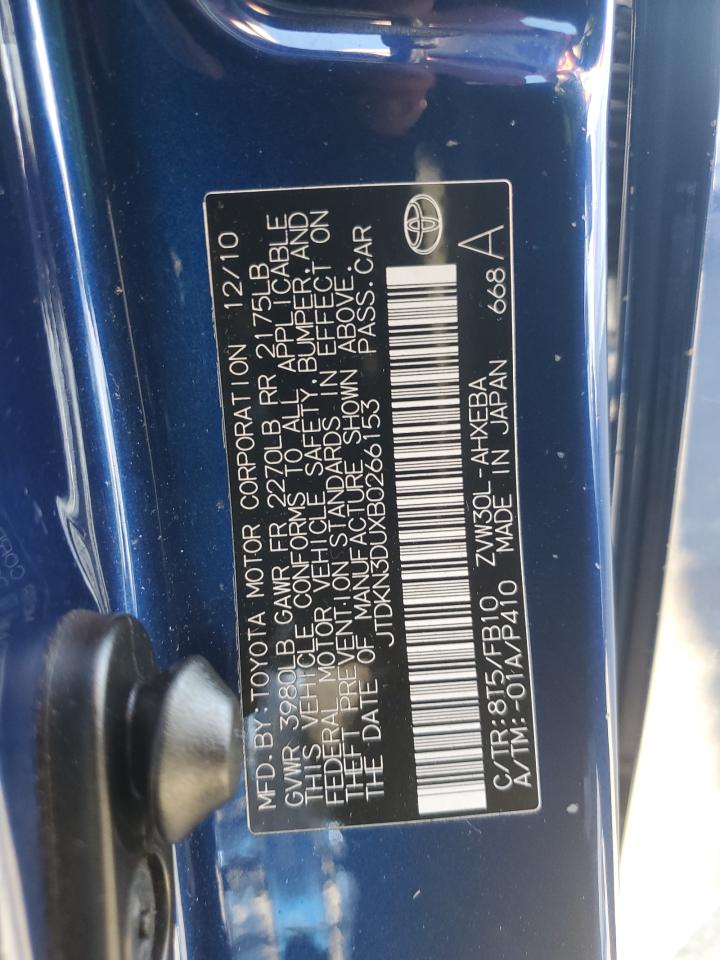 MFD. BY: TOYOTA MOTOR CORPORATION 12/10
GVWR 3980LB GAWR FR 2270LB RR 2175LB
THIS VEHICLE CONFORMS TO ALL APPLICABLE
FEDERAL MOTOR VEHICLE SAFETY, BUMPER, AND
THEFT PREVENTION STANDARDS IN EFFECT ON
THE DATE OF MANUFACTURE SHOWN ABOVE.
JTDKN3DUXB0266153 PASS. CAR
C/TR:8T5/FB10 ZVW30L-AHXEBA
A/TM:-01A/P410 MADE IN JAPAN 668 A